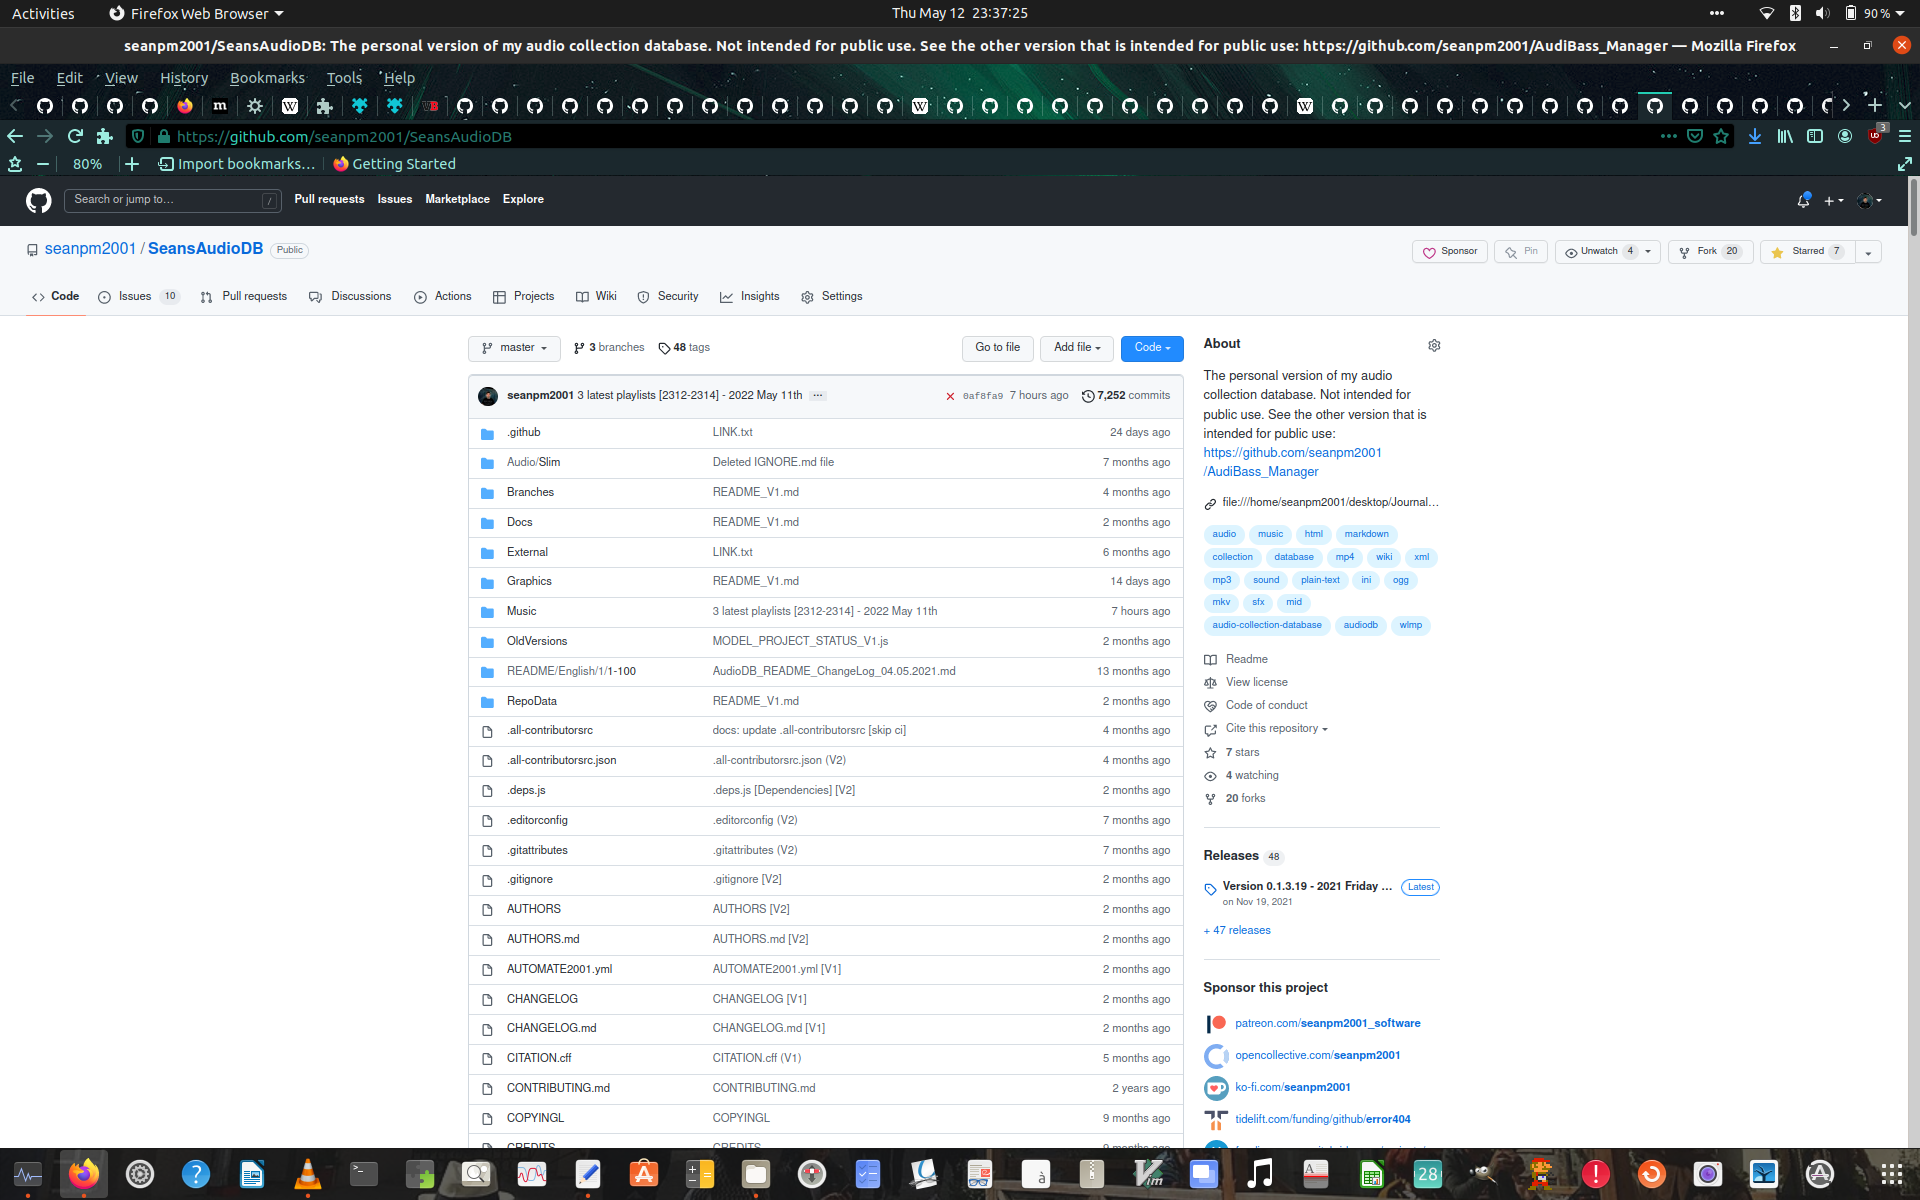 Activities
Firefox Web Browser
Thu May 12 23:37:25
90 %
seanpm2001/SeansAudioDB: The personal version of my audio collection database. Not intended for public use. See the other version that is intended for public use: https://github.com/seanpm2001/AudiBass_Manager — Mozilla Firefox
File Edit View History Bookmarks Tools Help
https://github.com/seanpm2001/SeansAudioDB
3
80%
Import bookmarks…
Getting Started
Search or jump to…
/
Pull requests Issues Marketplace Explore
seanpm2001 / SeansAudioDB Public
Sponsor
Pin
Unwatch 4
Fork 20
Starred 7
Code
Issues 10
Pull requests
Discussions
Actions
Projects
Wiki
Security
Insights
Settings
master
3 branches
48 tags
Go to file
Add file
Code
seanpm2001 3 latest playlists [2312-2314] - 2022 May 11th ...
0af8fa9 7 hours ago
7,252 commits
.github LINK.txt 24 days ago
Audio/Slim Deleted IGNORE.md file 7 months ago
Branches README_V1.md 4 months ago
Docs README_V1.md 2 months ago
External LINK.txt 6 months ago
Graphics README_V1.md 14 days ago
Music 3 latest playlists [2312-2314] - 2022 May 11th 7 hours ago
OldVersions MODEL_PROJECT_STATUS_V1.js 2 months ago
README/English/1/1-100 AudioDB_README_ChangeLog_04.05.2021.md 13 months ago
RepoData README_V1.md 2 months ago
.all-contributorsrc docs: update .all-contributorsrc [skip ci] 4 months ago
.all-contributorsrc.json .all-contributorsrc.json (V2) 4 months ago
.deps.js .deps.js [Dependencies] [V2] 2 months ago
.editorconfig .editorconfig (V2) 7 months ago
.gitattributes .gitattributes (V2) 7 months ago
.gitignore .gitignore [V2] 2 months ago
AUTHORS AUTHORS [V2] 2 months ago
AUTHORS.md AUTHORS.md [V2] 2 months ago
AUTOMATE2001.yml AUTOMATE2001.yml [V1] 2 months ago
CHANGELOG CHANGELOG [V1] 2 months ago
CHANGELOG.md CHANGELOG.md [V1] 2 months ago
CITATION.cff CITATION.cff (V1) 5 months ago
CONTRIBUTING.md CONTRIBUTING.md 2 years ago
COPYINGL COPYINGL 9 months ago
CREDITS CREDITS 9 months ago
About
The personal version of my audio
collection database. Not intended for
public use. See the other version that is
intended for public use:
https://github.com/seanpm2001
/AudiBass_Manager
file:///home/seanpm2001/desktop/Journal…
audio music html markdown
collection database mp4 wiki xml
mp3 sound plain-text ini ogg
mkv sfx mid
audio-collection-database audiodb wlmp
Readme
View license
Code of conduct
Cite this repository
7 stars
4 watching
20 forks
Releases 48
Version 0.1.3.19 - 2021 Friday ... Latest
on Nov 19, 2021
+ 47 releases
Sponsor this project
patreon.com/seanpm2001_software
opencollective.com/seanpm2001
ko-fi.com/seanpm2001
tidelift.com/funding/github/error404
28